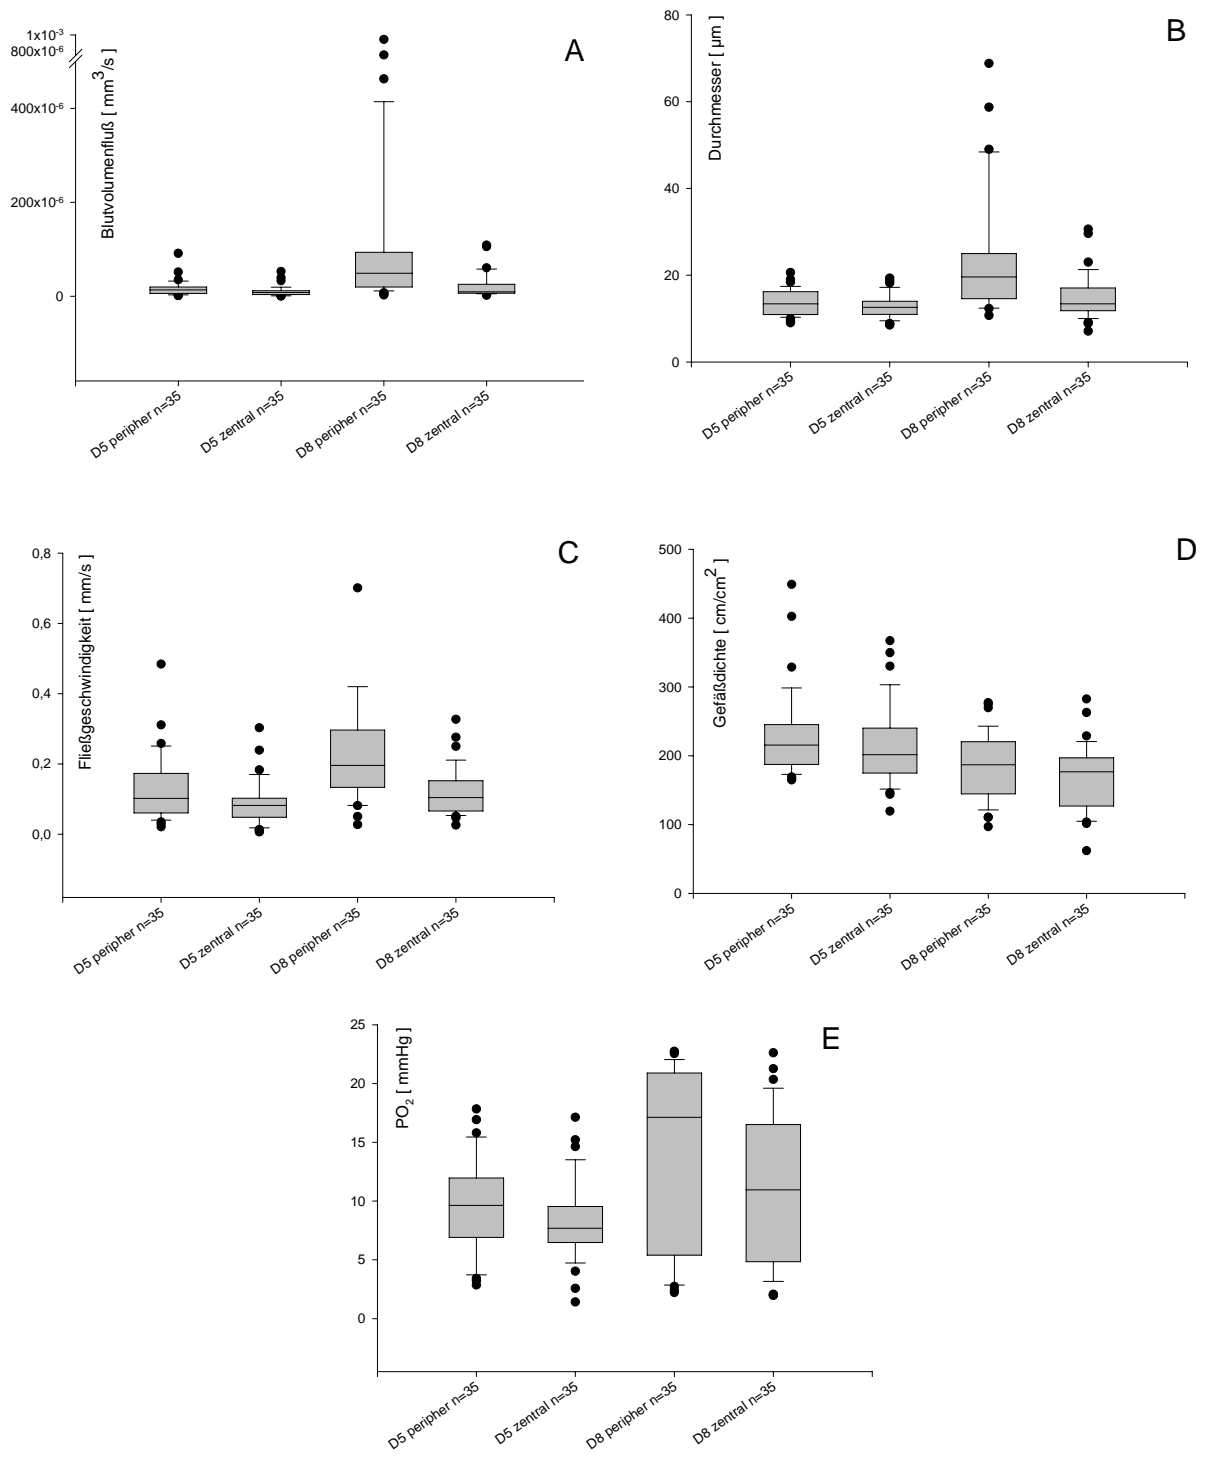 A
Blutvolumenfluß [ mm³/s ]
1x10⁻³
800x10⁻⁶
400x10⁻⁶
200x10⁻⁶
0
D5 peripher n=35
D5 zentral n=35
D8 peripher n=35
D8 zentral n=35
B
Durchmesser [ µm ]
80
60
40
20
0
D5 peripher n=35
D5 zentral n=35
D8 peripher n=35
D8 zentral n=35
C
Fließgeschwindigkeit [ mm/s ]
0,8
0,6
0,4
0,2
0,0
D5 peripher n=35
D5 zentral n=35
D8 peripher n=35
D8 zentral n=35
D
Gefäßdichte [ cm/cm² ]
500
400
300
200
100
0
D5 peripher n=35
D5 zentral n=35
D8 peripher n=35
D8 zentral n=35
E
PO₂ [ mmHg ]
25
20
15
10
5
0
D5 peripher n=35
D5 zentral n=35
D8 peripher n=35
D8 zentral n=35